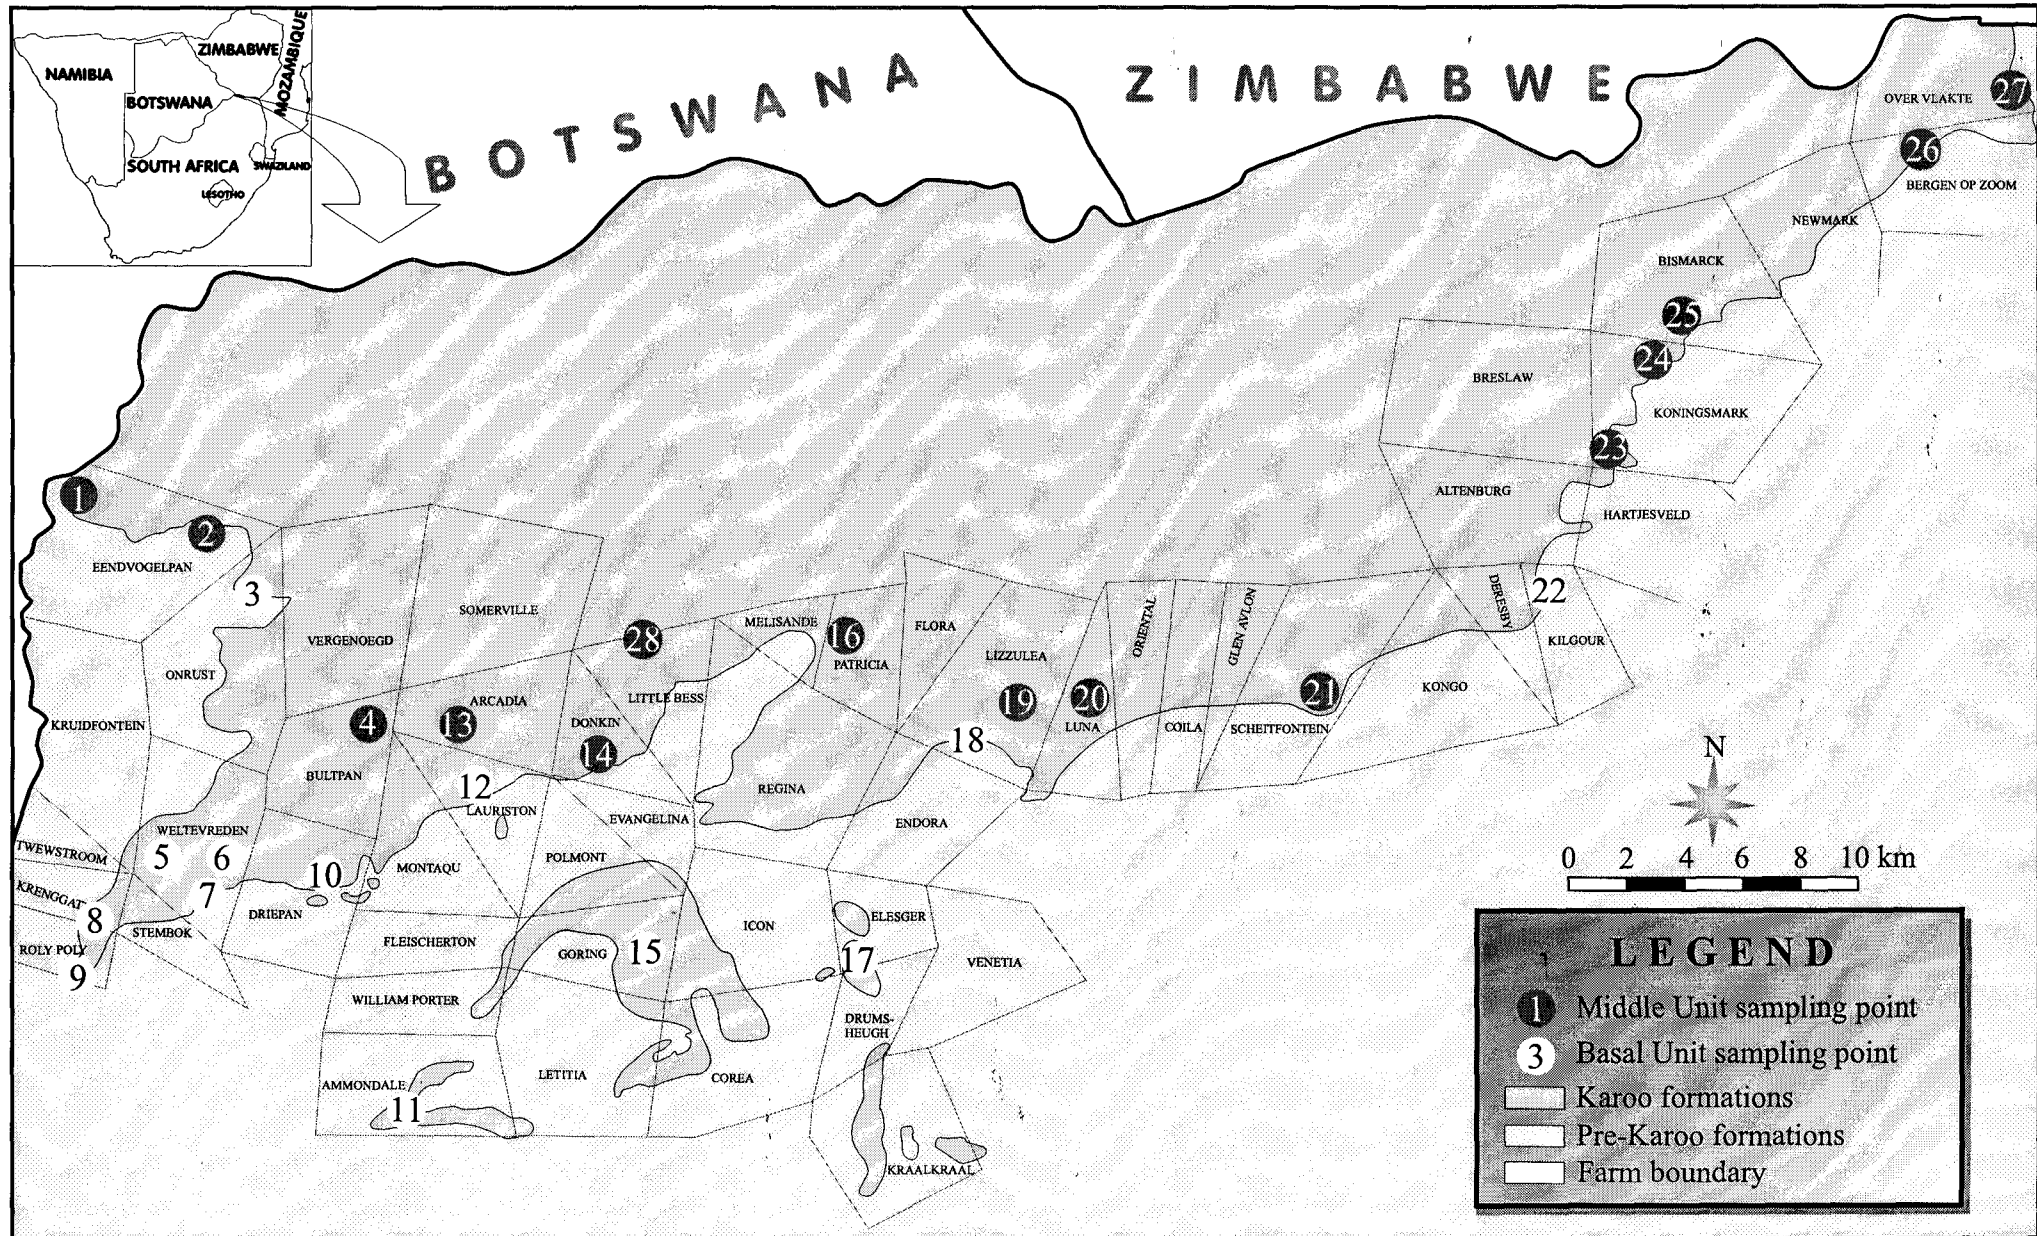 NAMIBIA
ZIMBABWE
MOZAMBIQUE
BOTSWANA
SOUTH AFRICA
SWAZILAND
LESOTHO
BOTSWANA
ZIMBABWE
OVER VLAKTE
27
26
BERGEN OP ZOOM
NEWMARK
BISMARCK
25
24
BRESLAW
KONINGSMARK
23
ALTENBURG
HARTJESVELD
1
2
EENDVOGELPAN
3
DERESBY
22
SOMERVILLE
VERGENOEGD
28
MELISANDE
16
PATRICIA
FLORA
LIZZULEA
ORIENTAL
GLEN AVLON
KILGOUR
ONRUST
LITTLE BESS
KONGO
ARCADIA
19
20
21
KRUIDFONTEIN
4
13
DONKIN
14
LUNA
COILA
SCHEITFONTEIN
18
BULTPAN
12
LAURISTON
REGINA
EVANGELINA
ENDORA
N
WELTEVREDEN
TWEWSTROOM
5
6
POLMONT
0 2 4 6 8 10 km
MONTAQU
10
7
KRENGGAT
8
DRIEPAN
STEMBOK
ICON
ELESGER
FLEISCHERTON
GORING
15
17
VENETIA
ROLY POLY
9
WILLIAM PORTER
DRUMS-
HEUGH
AMMONDALE
LETITIA
COREA
11
KRAALKRAAL
LEGEND
1 Middle Unit sampling point
3 Basal Unit sampling point
Karoo formations
Pre-Karoo formations
Farm boundary